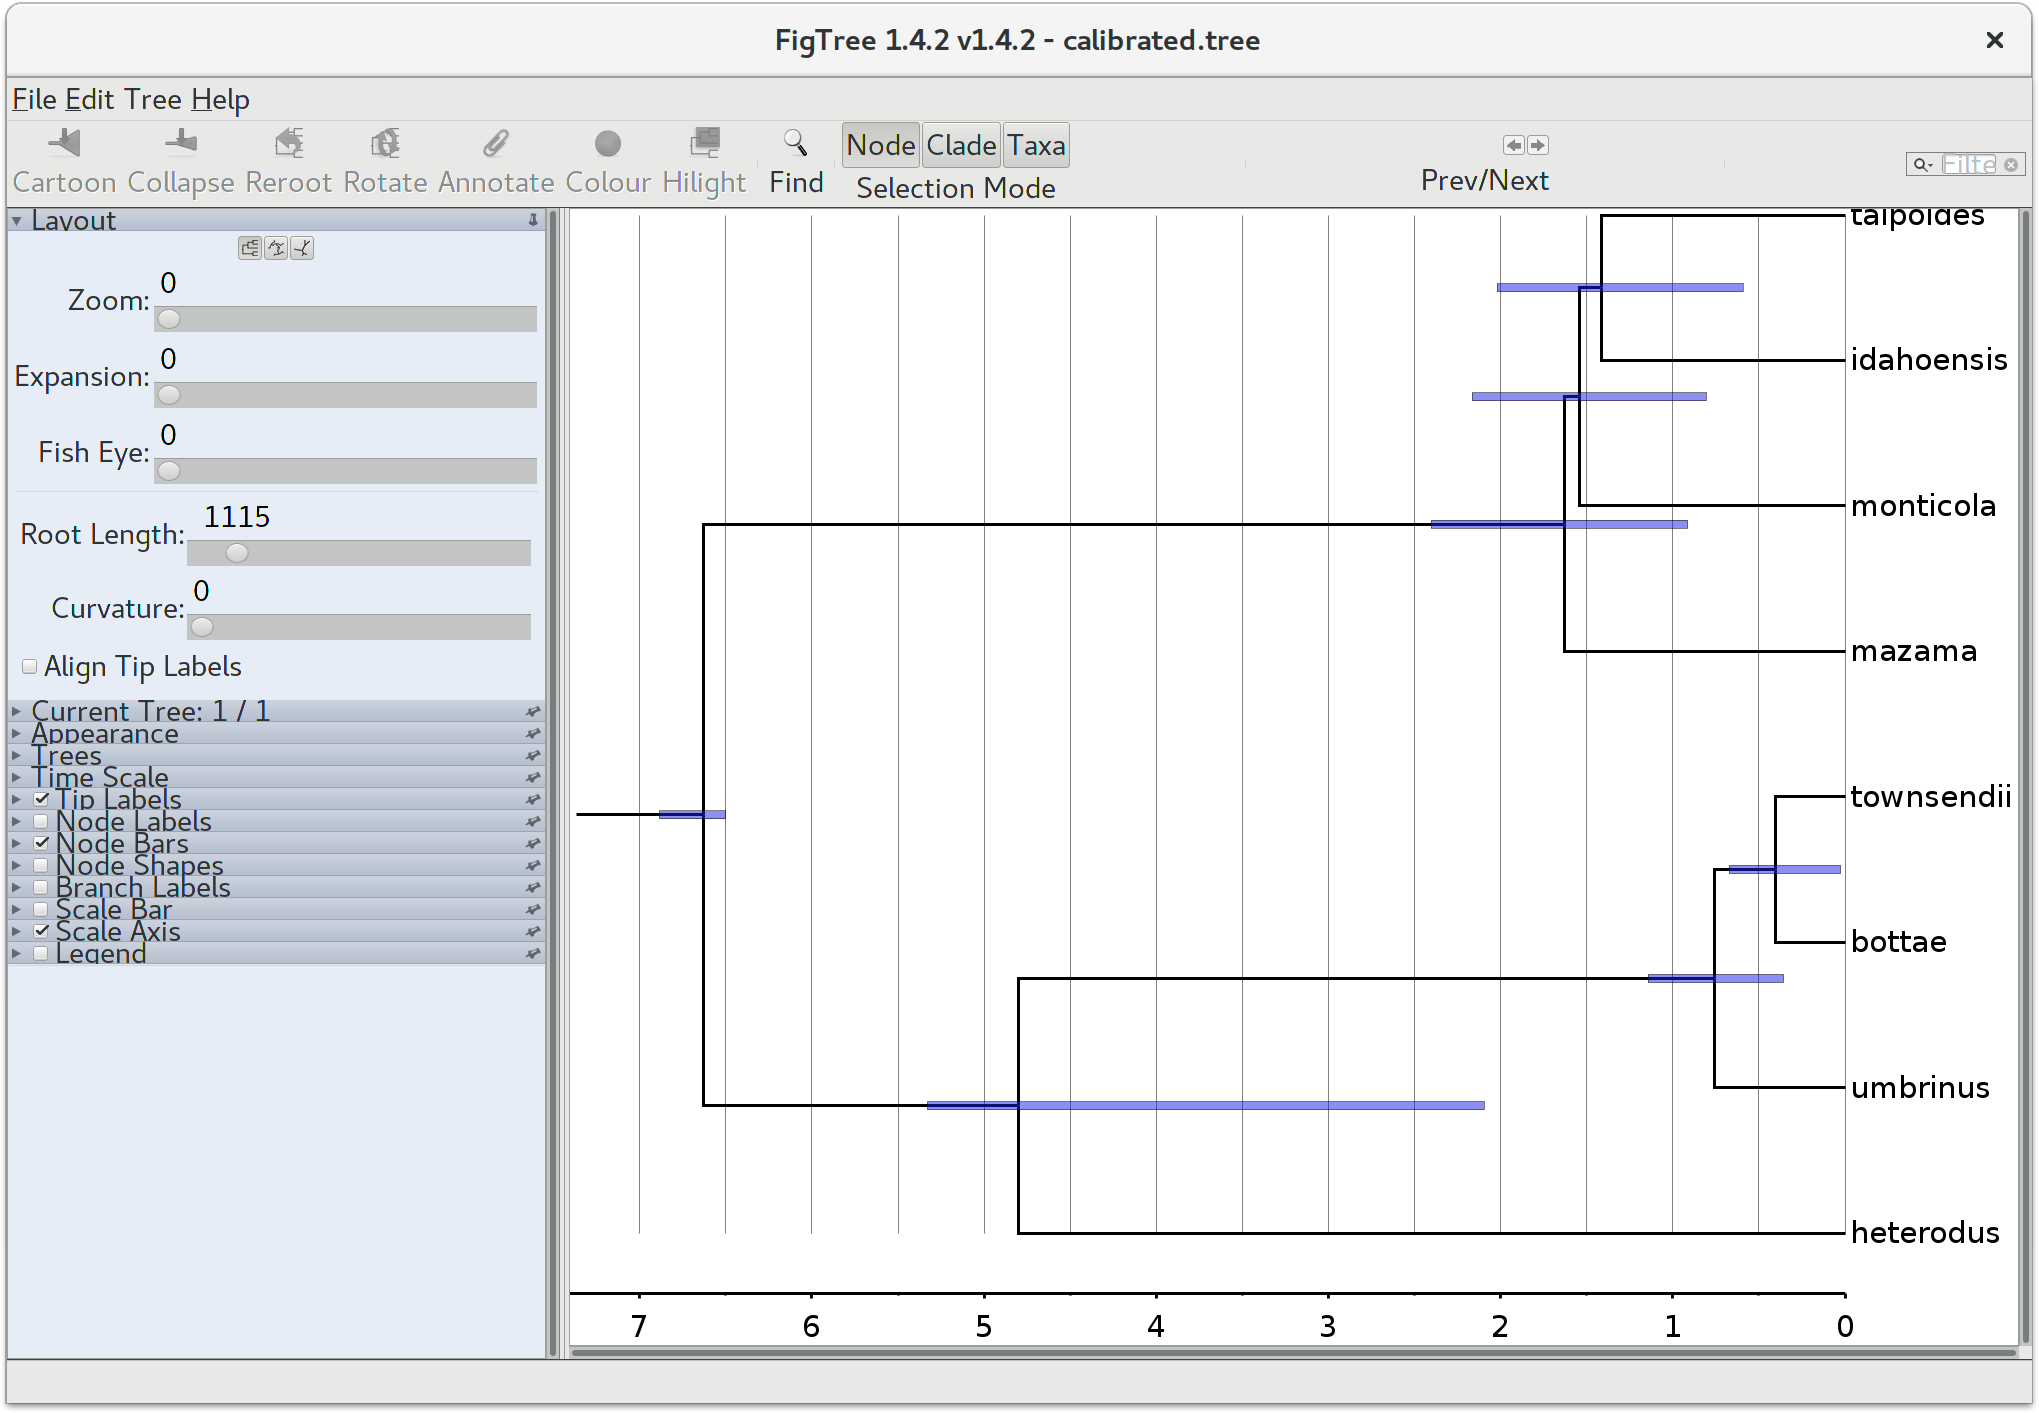 FigTree 1.4.2 v1.4.2 - calibrated.tree
File Edit Tree Help
Cartoon Collapse Reroot Rotate Annotate Colour Hilight Find
Node Clade Taxa
Selection Mode
Prev/Next
Filte
Layout
Zoom: 0
Expansion: 0
Fish Eye: 0
Root Length: 1115
Curvature: 0
Align Tip Labels
Current Tree: 1 / 1
Appearance
Trees
Time Scale
Tip Labels
Node Labels
Node Bars
Node Shapes
Branch Labels
Scale Bar
Scale Axis
Legend
talpoides
idahoensis
monticola
mazama
townsendii
bottae
umbrinus
heterodus
7 6 5 4 3 2 1 0